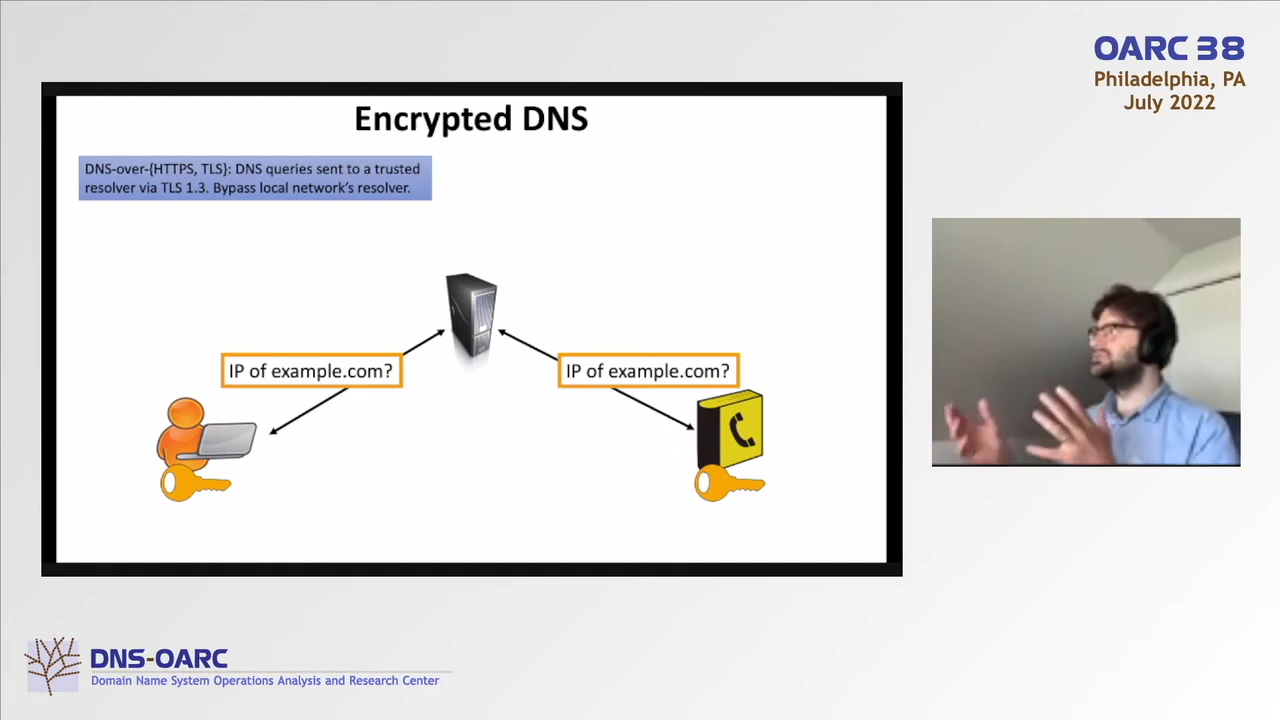 OARC 38
Philadelphia, PA
July 2022
Encrypted DNS
DNS-over-{HTTPS, TLS}: DNS queries sent to a trusted
resolver via TLS 1.3. Bypass local network's resolver.
IP of example.com?
IP of example.com?
DNS-OARC
Domain Name System Operations Analysis and Research Center